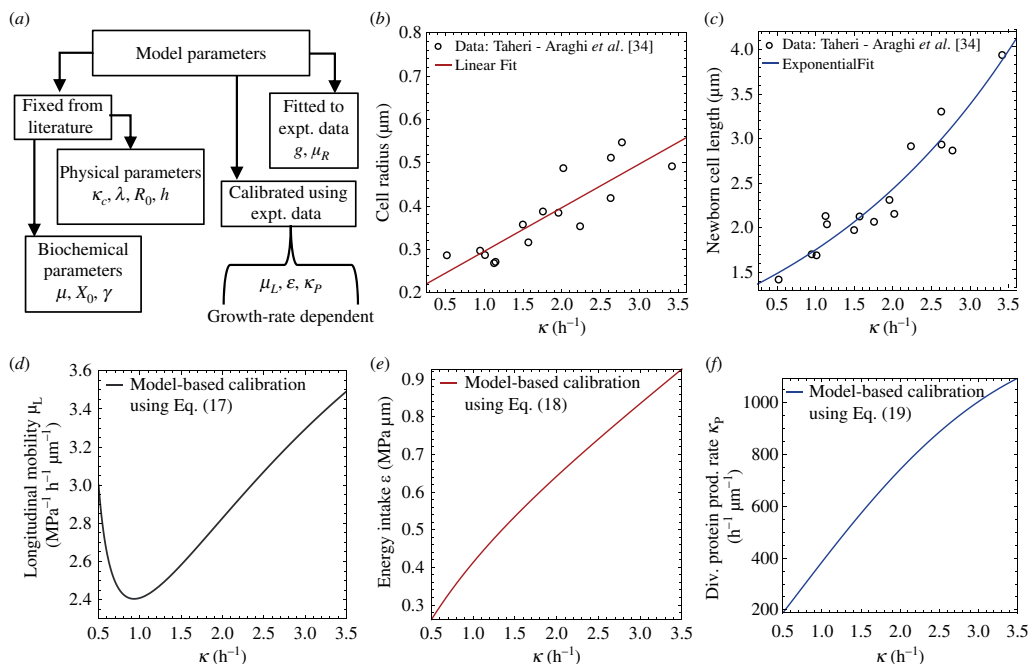 (a)
Model parameters
Fixed from
literature
Fitted to
expt. data
g, μR
Physical parameters
κc, λ, R0, h
Calibrated using
expt. data
Biochemical
parameters
μ, X0, γ
μL, ε, κP
Growth-rate dependent
(b)
0.8
0.7
0.6
0.5
0.4
0.3
0.2
Cell radius (μm)
Data: Taheri - Araghi et al. [34]
Linear Fit
0.5 1.0 1.5 2.0 2.5 3.0 3.5
κ (h−1)
(c)
4.0
3.5
3.0
2.5
2.0
1.5
Newborn cell length (μm)
Data: Taheri - Araghi et al. [34]
ExponentialFit
0.5 1.0 1.5 2.0 2.5 3.0 3.5
κ (h−1)
(d)
3.6
3.4
3.2
3.0
2.8
2.6
2.4
Longitudinal mobility μL
(MPa−1 h−1 μm−1)
Model-based calibration
using Eq. (17)
0.5 1.0 1.5 2.0 2.5 3.0 3.5
κ (h−1)
(e)
0.9
0.8
0.7
0.6
0.5
0.4
0.3
Energy intake ε (MPa μm)
Model-based calibration
using Eq. (18)
0.5 1.0 1.5 2.0 2.5 3.0 3.5
κ (h−1)
(f)
1000
800
600
400
200
Div. protein prod. rate κP
(h−1 μm−1)
Model-based calibration
using Eq. (19)
0.5 1.0 1.5 2.0 2.5 3.0 3.5
κ (h−1)